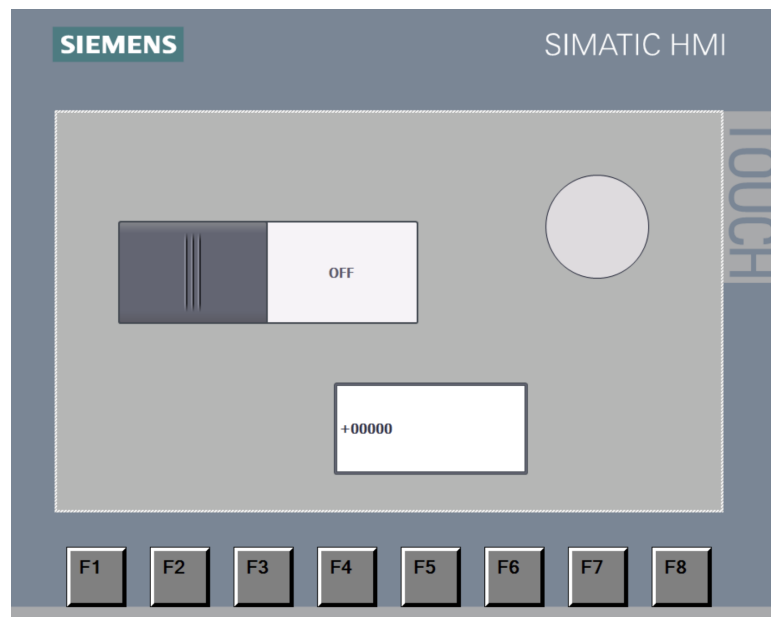 SIEMENS
SIMATIC HMI
TOUCH
OFF
+00000
F1 F2 F3 F4 F5 F6 F7 F8